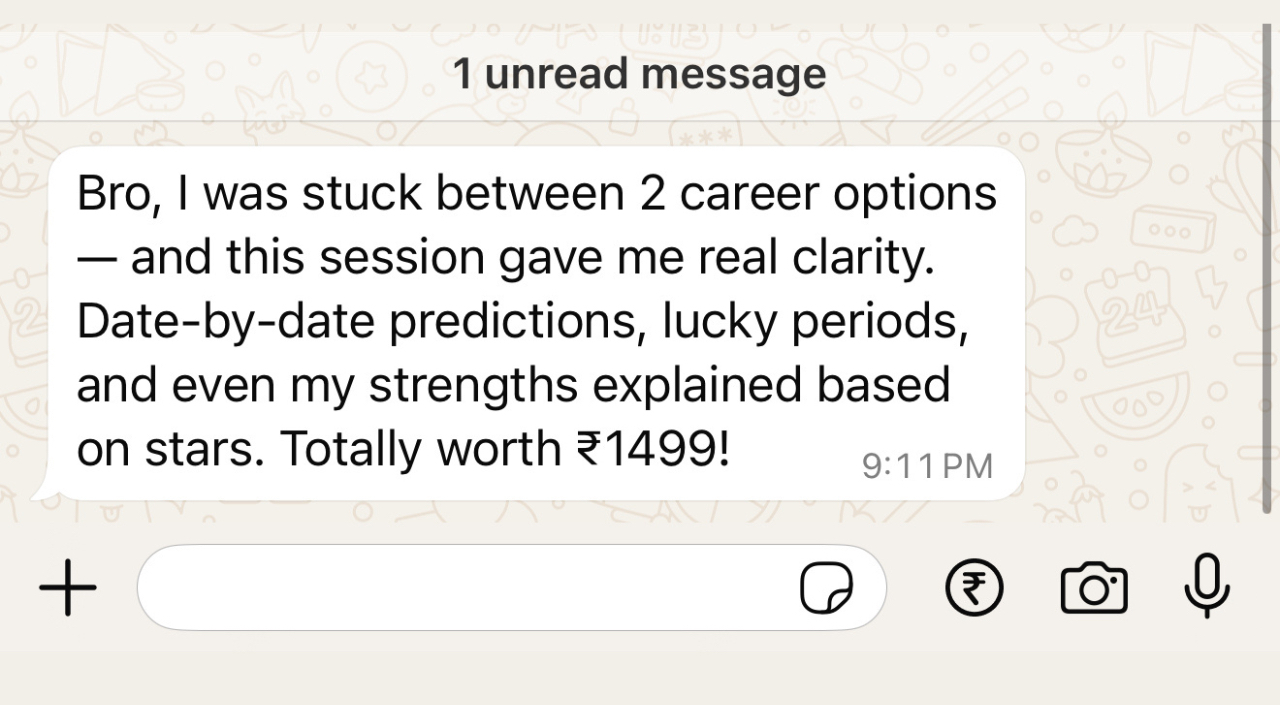 1 unread message
Bro, I was stuck between 2 career options
— and this session gave me real clarity.
Date-by-date predictions, lucky periods,
and even my strengths explained based
on stars. Totally worth ₹1499!
9:11 PM
₹